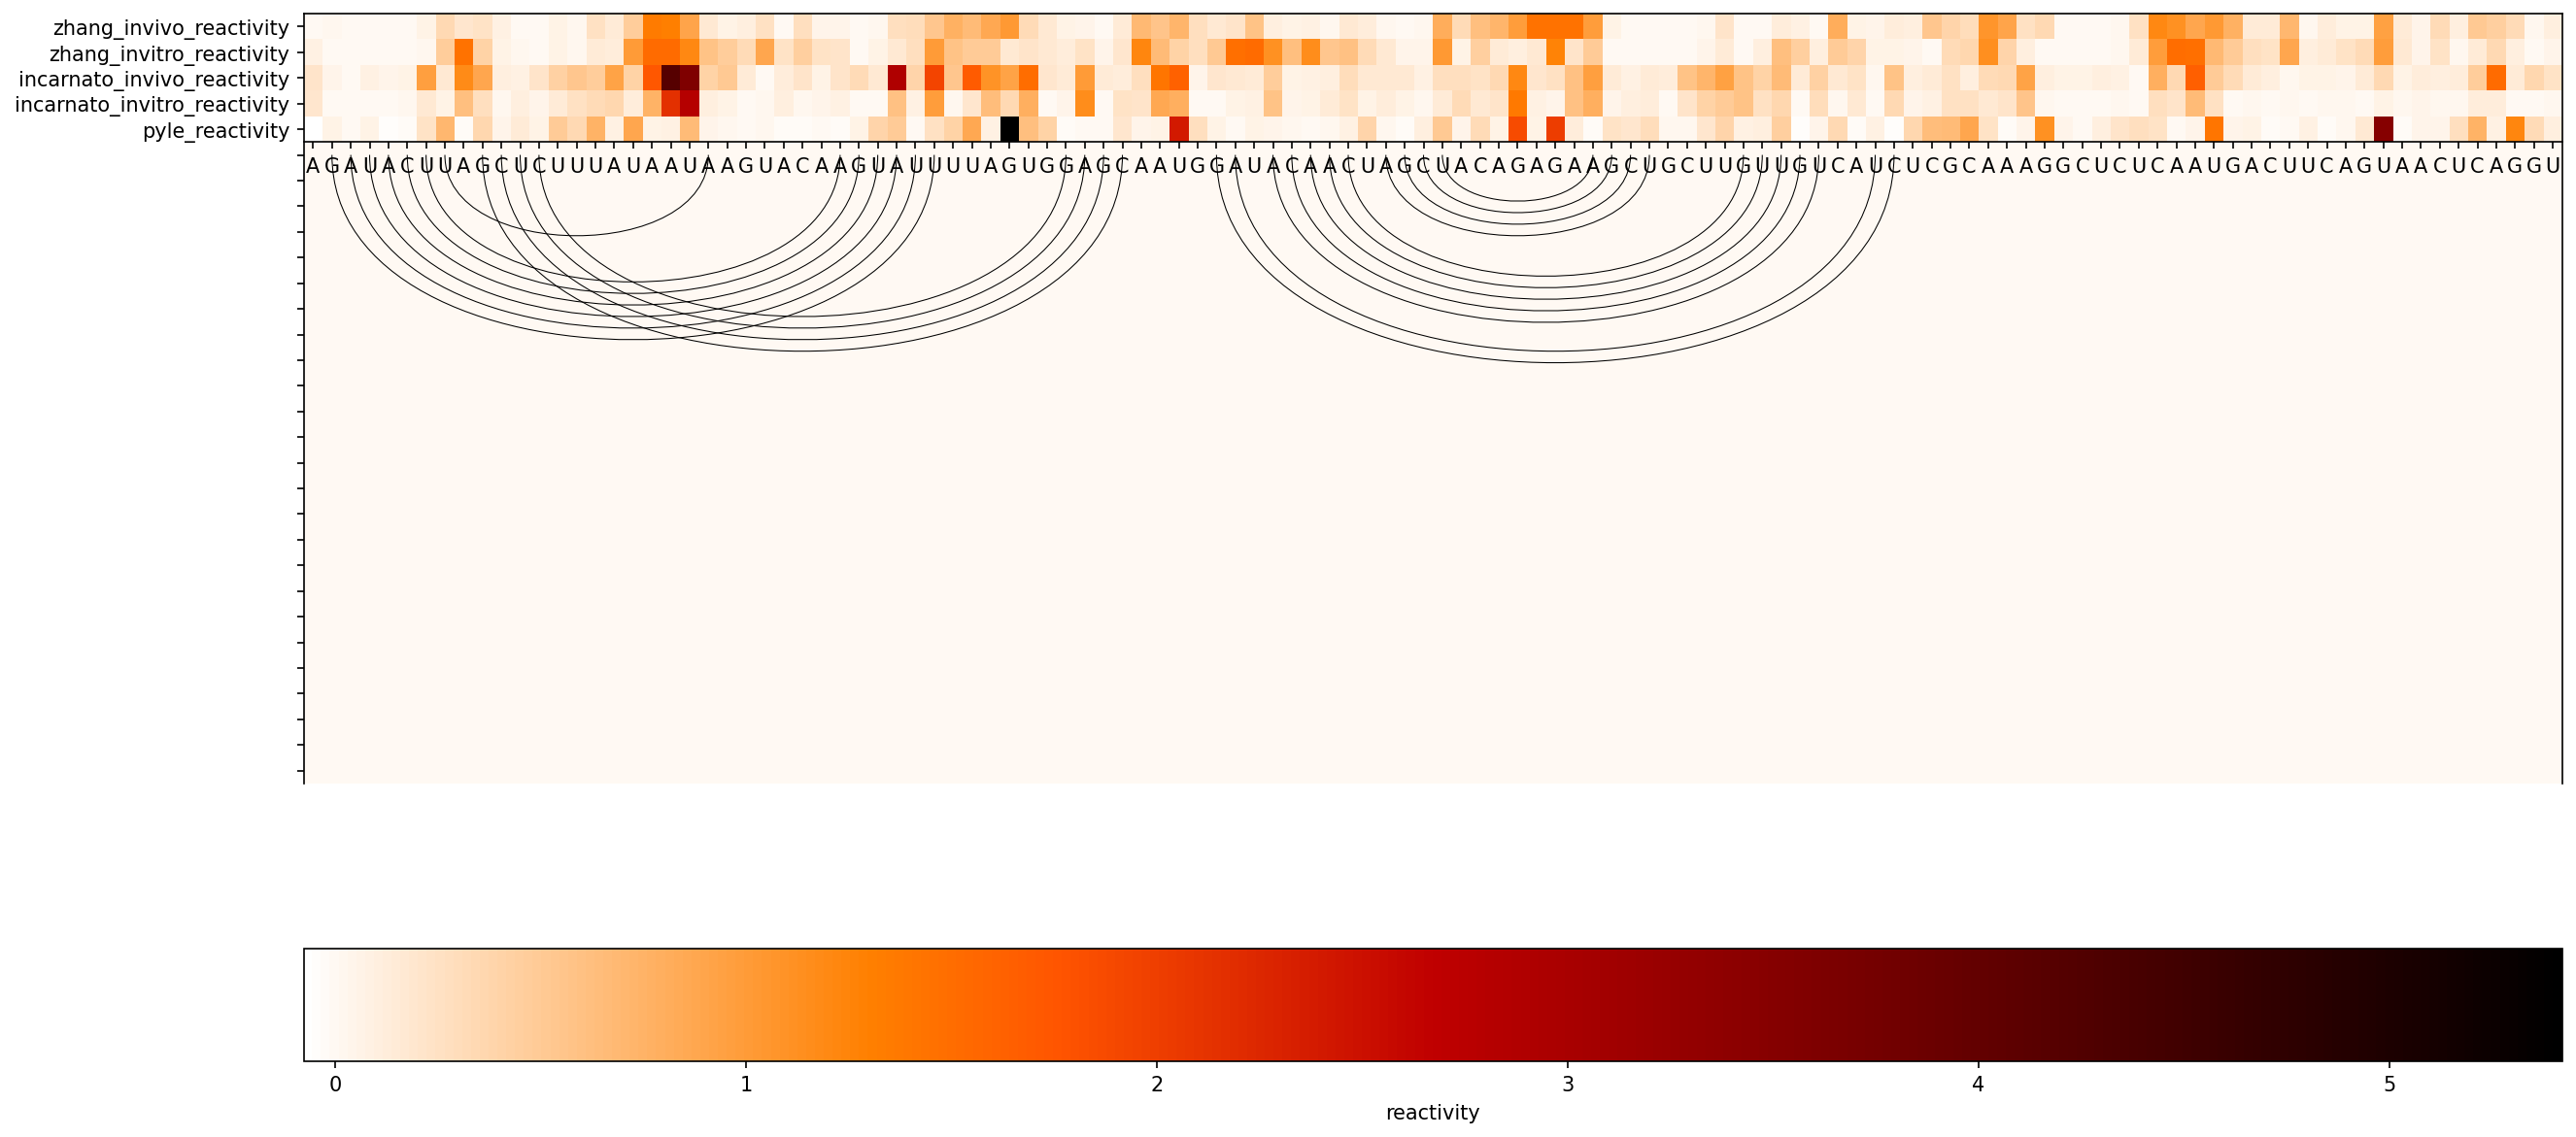 zhang_invivo_reactivity
zhang_invitro_reactivity
incarnato_invivo_reactivity
incarnato_invitro_reactivity
pyle_reactivity
AGAUACUUAGCUCUUUAUAAUAAGUACAAGUAUUUUAGUGGAGCAAUGGAUACAACUAGCUACAGAGAAGCUGCUUGUUGUCAUCUCGCAAAGGCUCUCAAUGACUUCAGUAACUCAGGU
0 1 2 3 4 5
reactivity